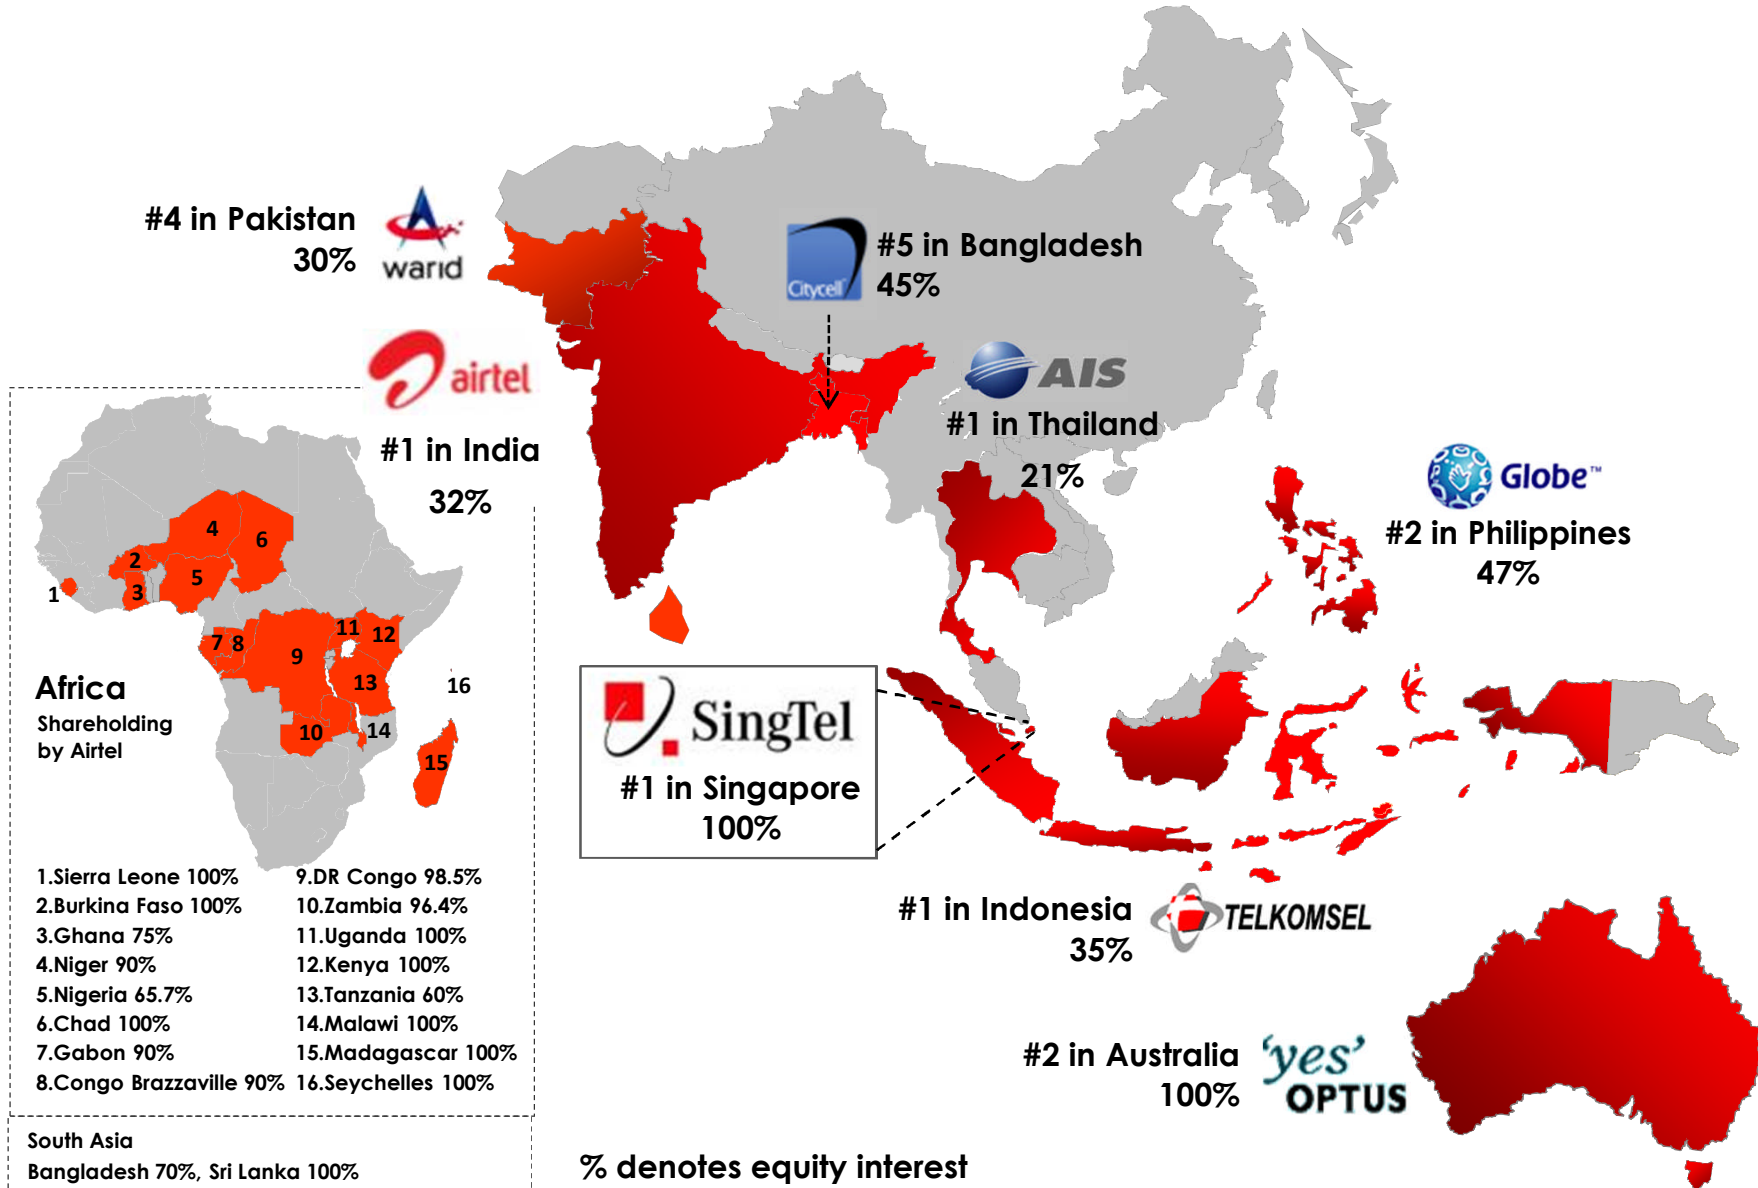 #4 in Pakistan
30%
warid
Citycell
#5 in Bangladesh
45%
airtel
#1 in India
32%
AIS
#1 in Thailand
21%
Globe™
#2 in Philippines
47%
SingTel
#1 in Singapore
100%
#1 in Indonesia
35%
TELKOMSEL
#2 in Australia
100%
'yes'
OPTUS
1
2
3
4
5
6
7
8
9
10
11
12
13
14
15
16
Africa
Shareholding
by Airtel
1.Sierra Leone 100%
2.Burkina Faso 100%
3.Ghana 75%
4.Niger 90%
5.Nigeria 65.7%
6.Chad 100%
7.Gabon 90%
8.Congo Brazzaville 90%
9.DR Congo 98.5%
10.Zambia 96.4%
11.Uganda 100%
12.Kenya 100%
13.Tanzania 60%
14.Malawi 100%
15.Madagascar 100%
16.Seychelles 100%
South Asia
Bangladesh 70%, Sri Lanka 100%
% denotes equity interest